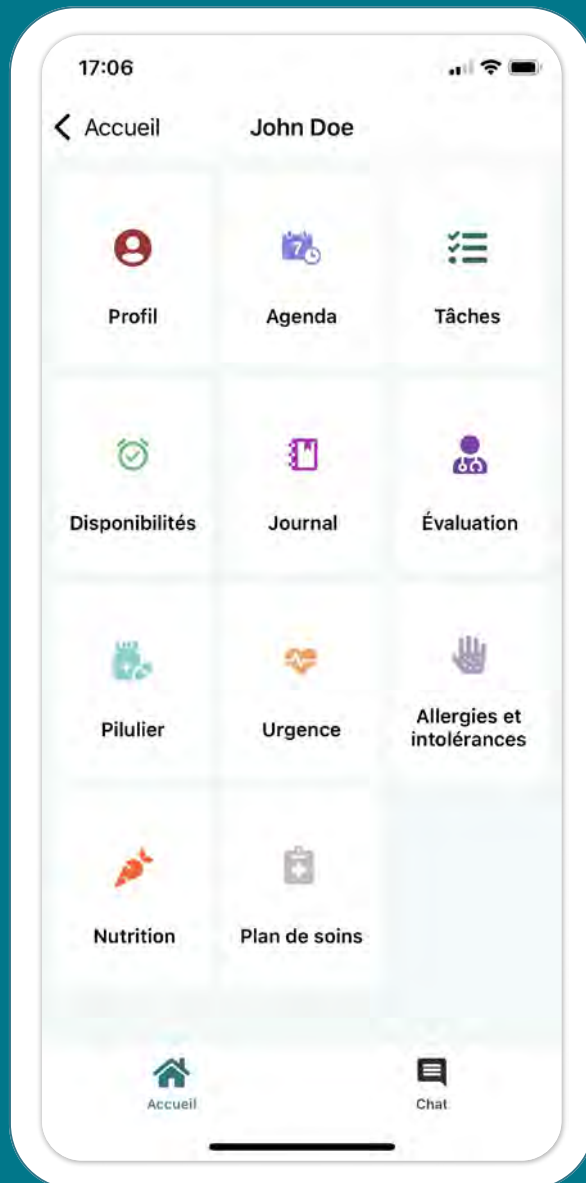 17:06
Accueil John Doe
7
Profil Agenda Tâches
Disponibilités Journal Évaluation
Pilulier Urgence Allergies et
intolérances
Nutrition Plan de soins
Accueil Chat